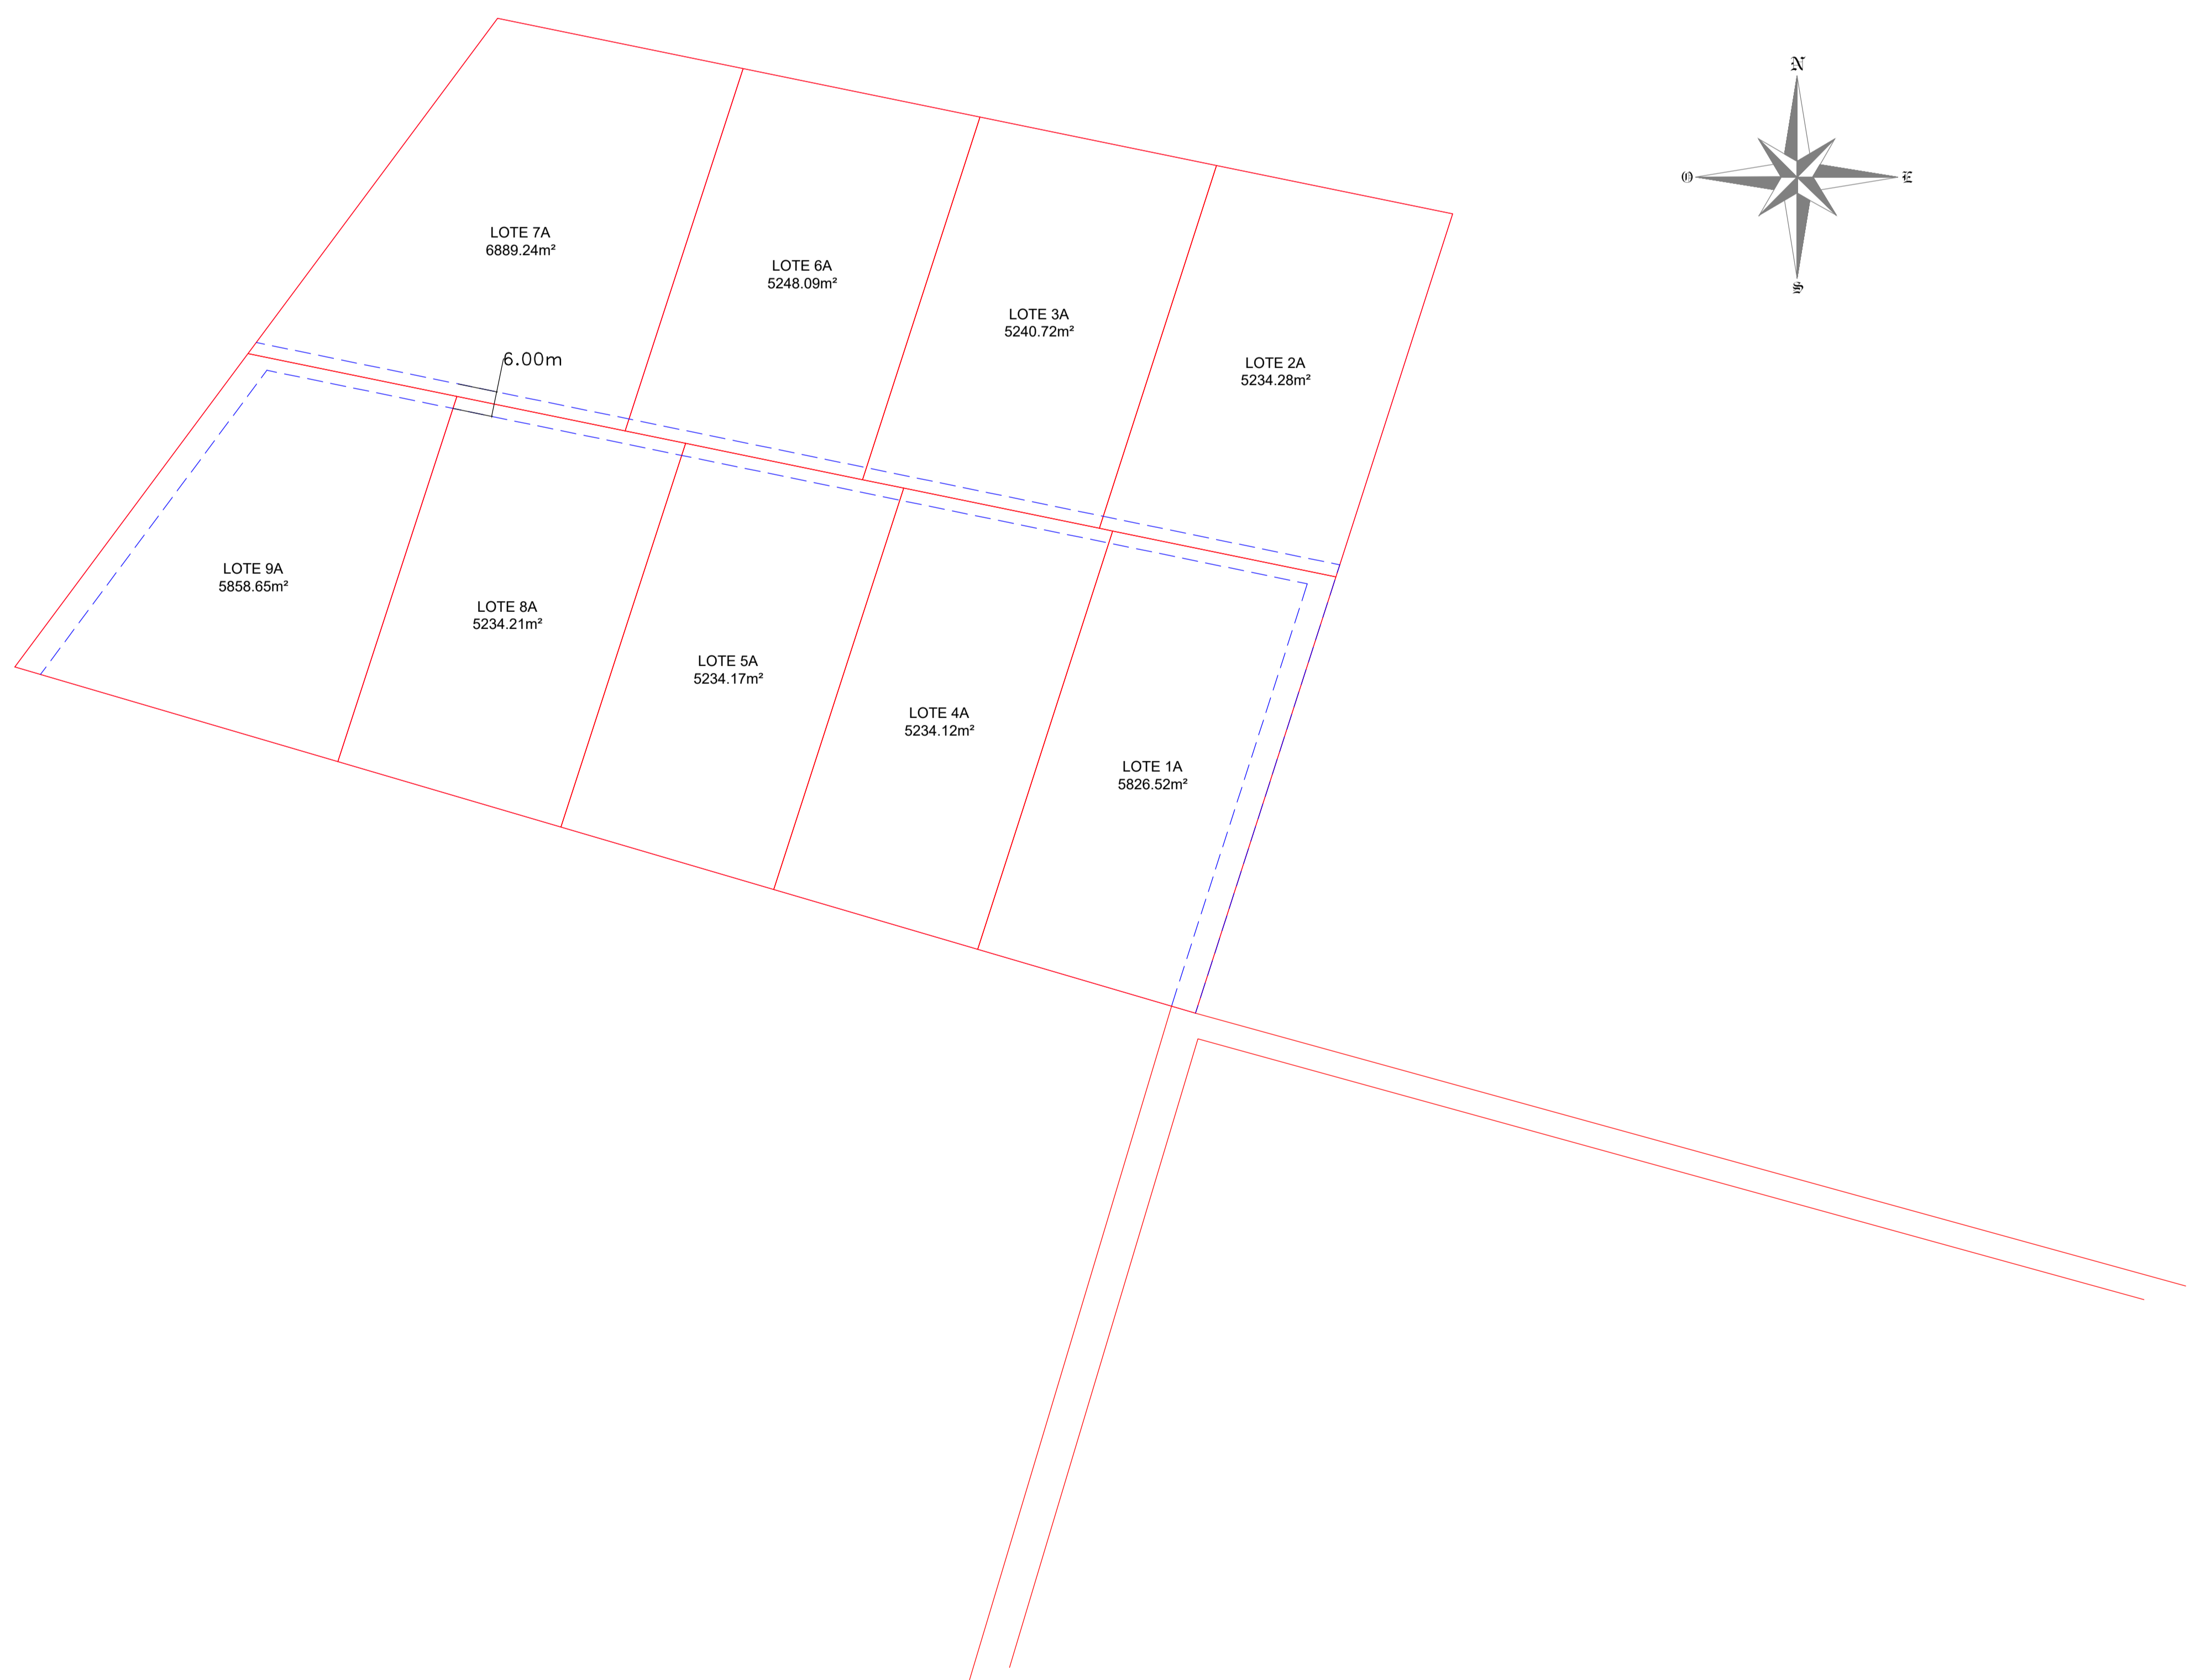 N
O
E
S
LOTE 7A
6889.24m²
LOTE 6A
5248.09m²
LOTE 3A
5240.72m²
LOTE 2A
5234.28m²
6.00m
LOTE 9A
5858.65m²
LOTE 8A
5234.21m²
LOTE 5A
5234.17m²
LOTE 4A
5234.12m²
LOTE 1A
5826.52m²